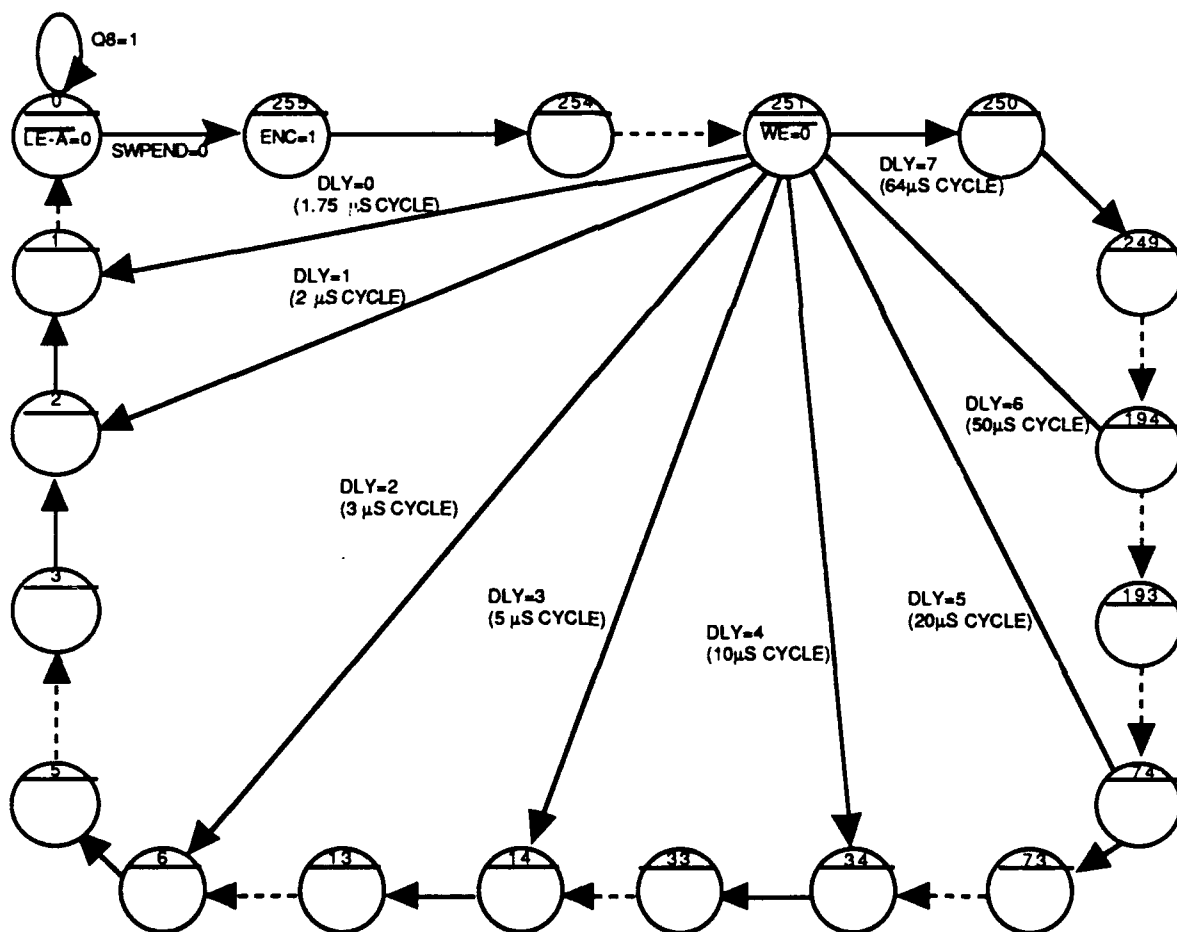 Q8=1
0
LE-A=0
SWPEND=0
255
ENC=1
254
251
WE=0
250
DLY=7
(64µS CYCLE)
249
DLY=0
(1.75 µS CYCLE)
1
DLY=1
(2 µS CYCLE)
2
DLY=6
(50µS CYCLE)
194
DLY=2
(3 µS CYCLE)
3
DLY=3
(5 µS CYCLE)
DLY=4
(10µS CYCLE)
DLY=5
(20µS CYCLE)
193
5
74
6
13
14
33
34
73